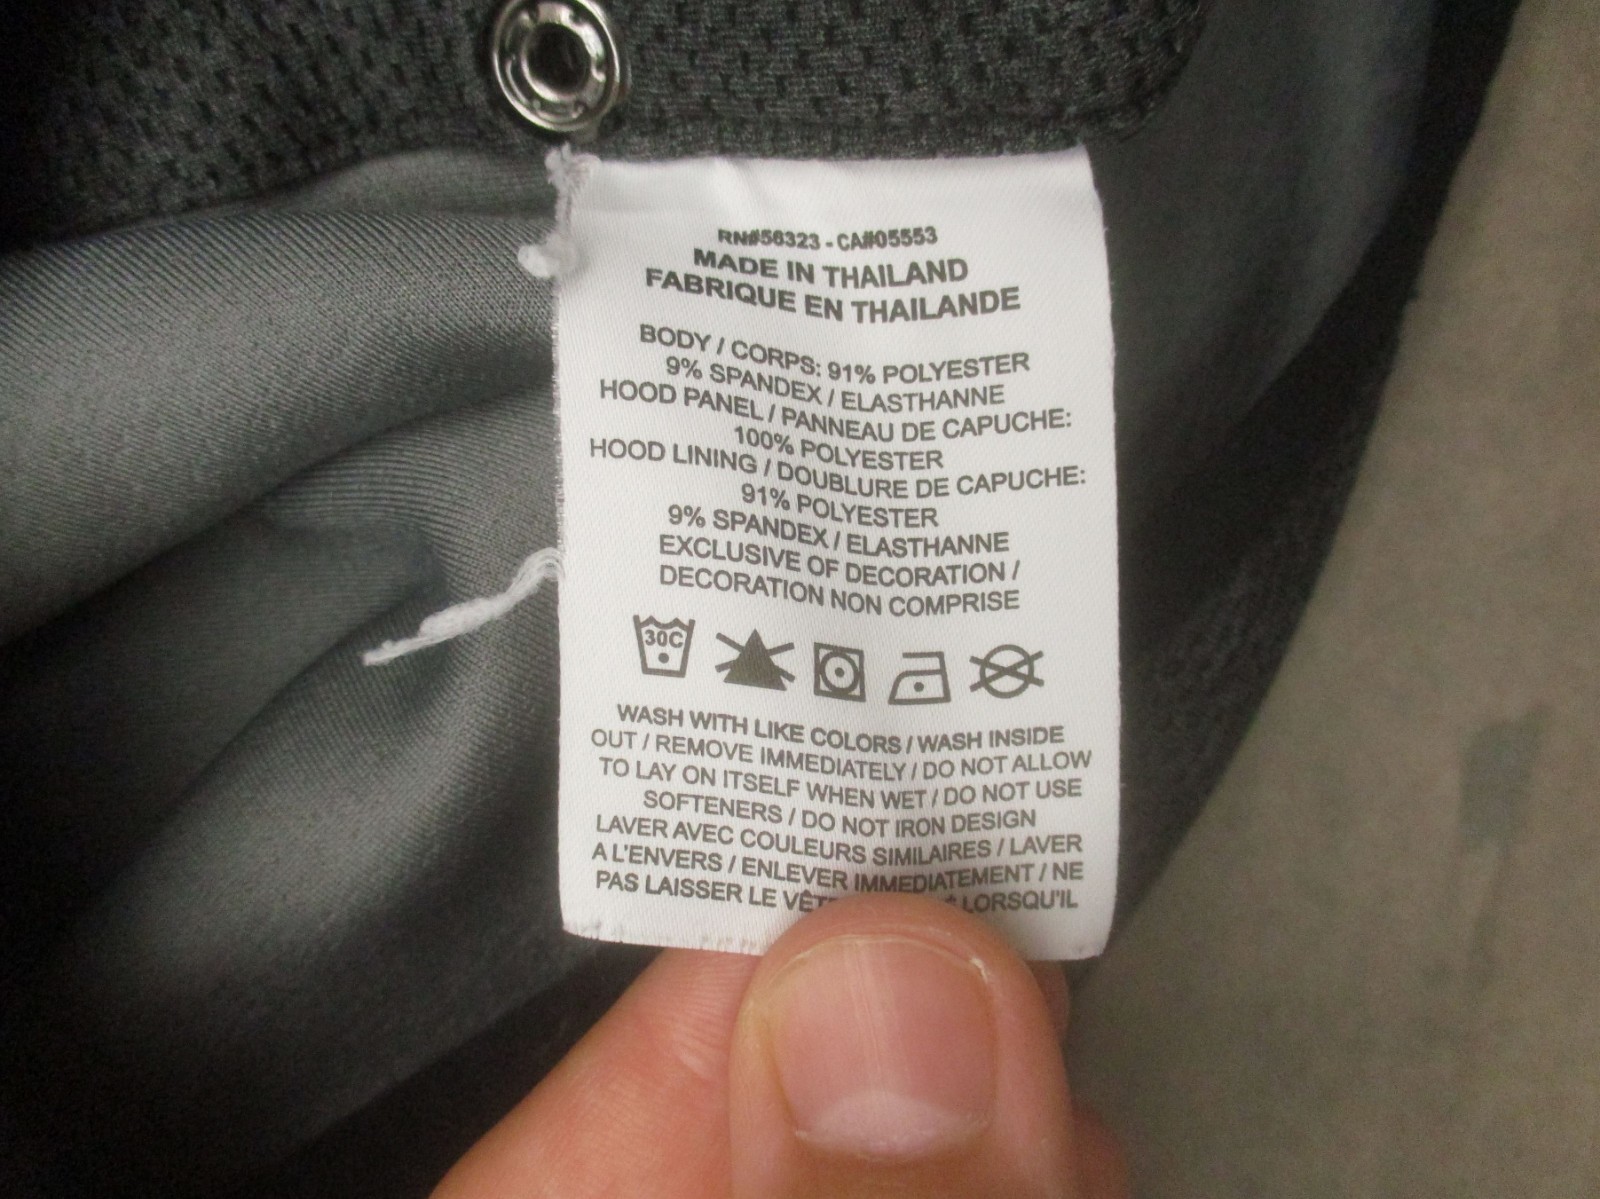 RN#56323 - CA#05553
MADE IN THAILAND
FABRIQUE EN THAILANDE
BODY / CORPS: 91% POLYESTER
9% SPANDEX / ELASTHANNE
HOOD PANEL / PANNEAU DE CAPUCHE:
100% POLYESTER
HOOD LINING / DOUBLURE DE CAPUCHE:
91% POLYESTER
9% SPANDEX / ELASTHANNE
EXCLUSIVE OF DECORATION /
DECORATION NON COMPRISE
30C
WASH WITH LIKE COLORS / WASH INSIDE
OUT / REMOVE IMMEDIATELY / DO NOT ALLOW
TO LAY ON ITSELF WHEN WET / DO NOT USE
SOFTENERS / DO NOT IRON DESIGN
LAVER AVEC COULEURS SIMILAIRES / LAVER
A L'ENVERS / ENLEVER IMMEDIATEMENT / NE
PAS LAISSER LE LORSQU'IL